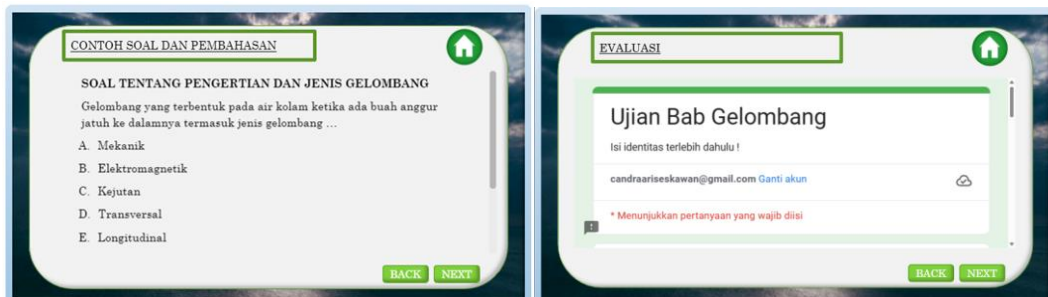 CONTOH SOAL DAN PEMBAHASAN
SOAL TENTANG PENGERTIAN DAN JENIS GELOMBANG
Gelombang yang terbentuk pada air kolam ketika ada buah anggur
jatuh ke dalamnya termasuk jenis gelombang ...
A. Mekanik
B. Elektromagnetik
C. Kejutan
D. Transversal
E. Longitudinal
BACK NEXT
EVALUASI
Ujian Bab Gelombang
Isi identitas terlebih dahulu !
candraariseskawan@gmail.com Ganti akun
* Menunjukkan pertanyaan yang wajib diisi
BACK NEXT